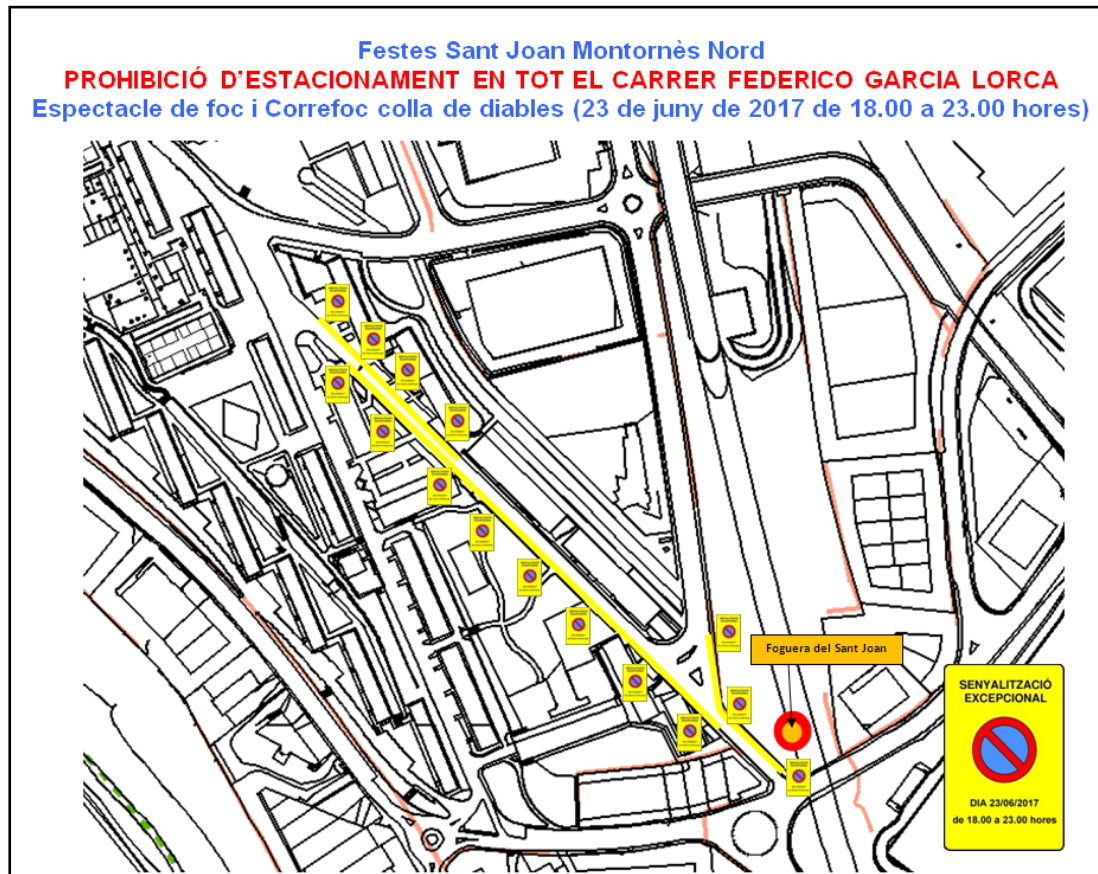 Festes Sant Joan Montornès Nord
PROHIBICIÓ D'ESTACIONAMENT EN TOT EL CARRER FEDERICO GARCIA LORCA
Espectacle de foc i Correfoc colla de diables (23 de juny de 2017 de 18.00 a 23.00 hores)
Foguera del Sant Joan
SENYALITZACIÓ
EXCEPCIONAL
DIA 23/06/2017
de 18.00 a 23.00 hores